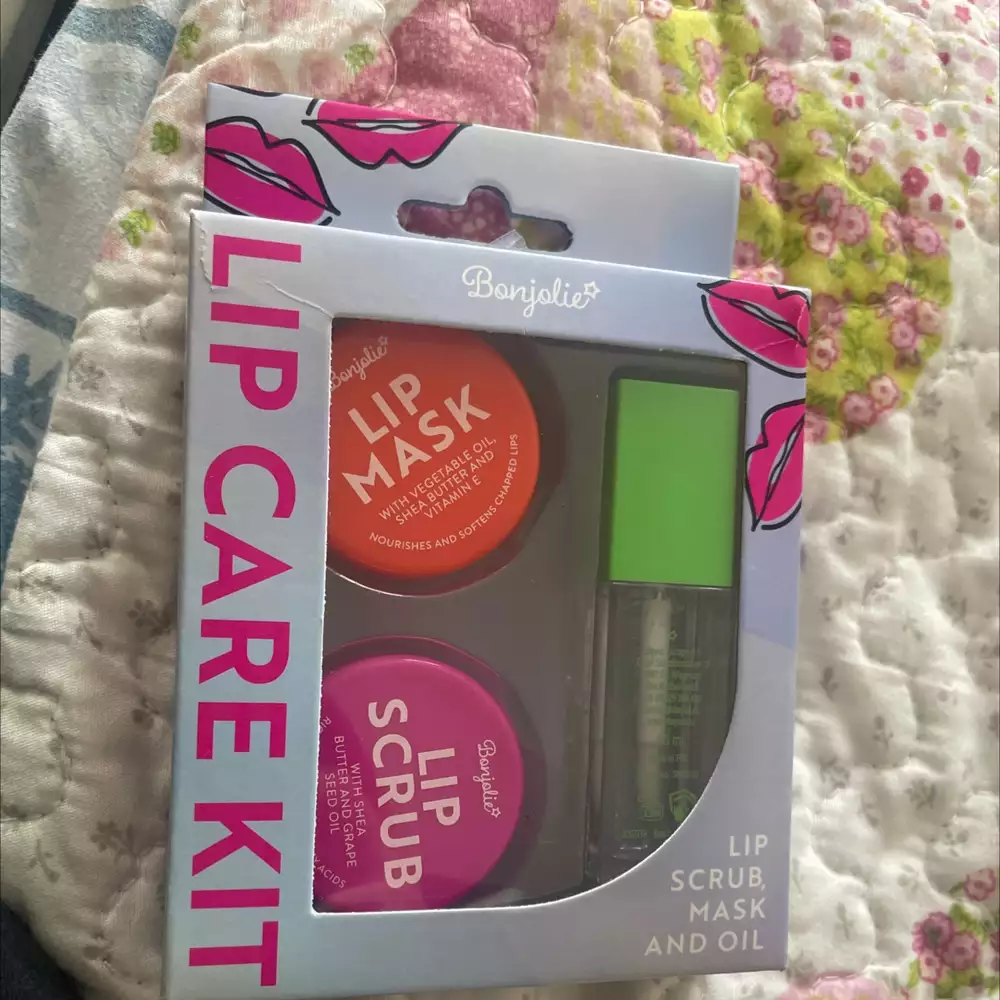 LIP CARE KIT
Bonjolie
Bonjolie
LIP
MASK
WITH VEGETABLE OIL,
SHEA BUTTER AND
VITAMIN E
NOURISHES AND SOFTENS CHAPPED LIPS
Bonjolie
LIP
SCRUB
WITH SHEA
BUTTER AND GRAPE
SEED OIL
ACIDS
LIP
SCRUB,
MASK
AND OIL